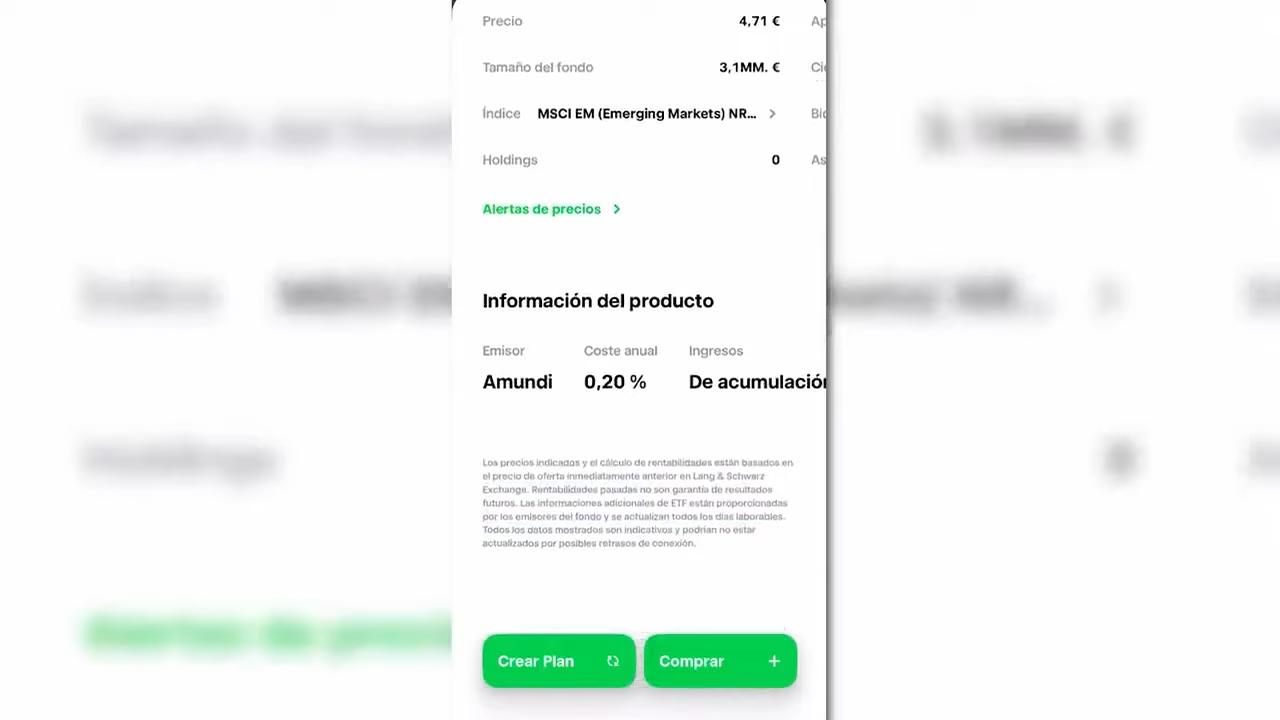 Precio 4,71 € Ap
Tamaño del fondo 3,1MM. € Cie
Índice MSCI EM (Emerging Markets) NR... Bid
Holdings 0 As
Alertas de precios
Información del producto
Emisor Coste anual Ingresos
Amundi 0,20 % De acumulación
Los precios indicados y el cálculo de rentabilidades están basados en
el precio de oferta inmediatamente anterior en Lang & Schwarz
Exchange. Rentabilidades pasadas no son garantía de resultados
futuros. Las informaciones adicionales de ETF están proporcionadas
por los emisores del fondo y se actualizan todos los días laborables.
Todos los datos mostrados son indicativos y podrían no estar
actualizados por posibles retrasos de conexión.
Crear Plan Comprar